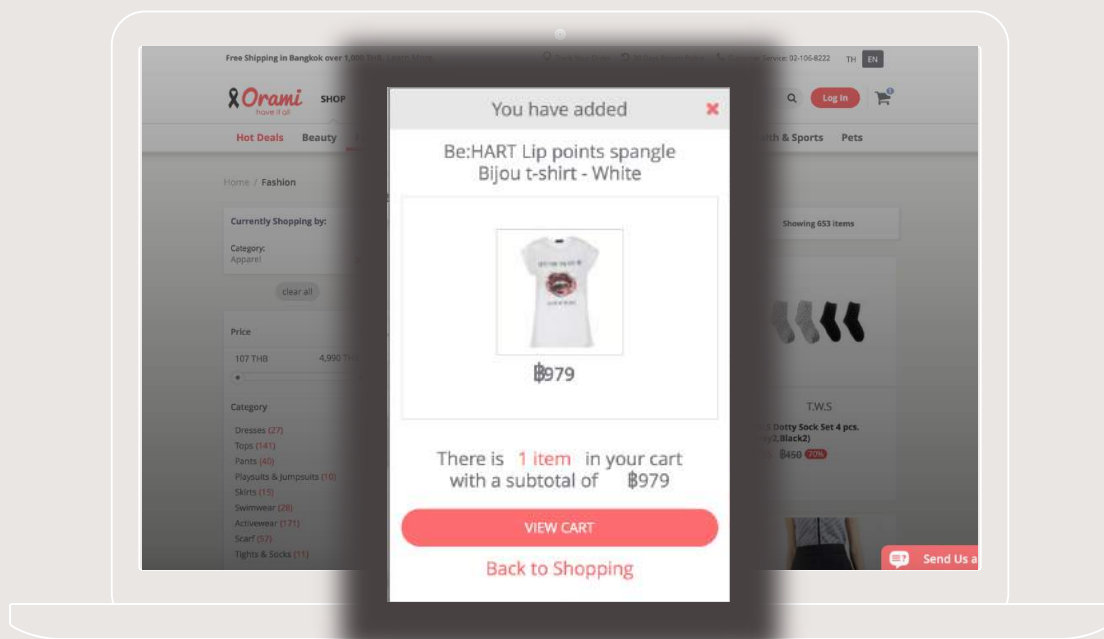 Free Shipping in Bangkok over 1,000 THB
Service: 02-106-8222
TH
EN
Orami
have it all
SHOP
Log In
Hot Deals
Beauty
& Sports
Pets
Home / Fashion
Currently Shopping by:
Category:
Apparel
clear all
Price
107 THB
4,990
Category
Dresses (27)
Tops (141)
Pants (40)
Playsuits & Jumpsuits (10)
Skirts (15)
Swimwear (28)
Activewear (171)
Scarf (57)
Tights & Socks (11)
You have added
Be:HART Lip points spangle
Bijou t-shirt - White
฿979
There is 1 item in your cart
with a subtotal of ฿979
VIEW CART
Back to Shopping
Showing 653 items
T.W.S
Dotty Sock Set 4 pcs.
Black2)
฿450 70%
Send Us a